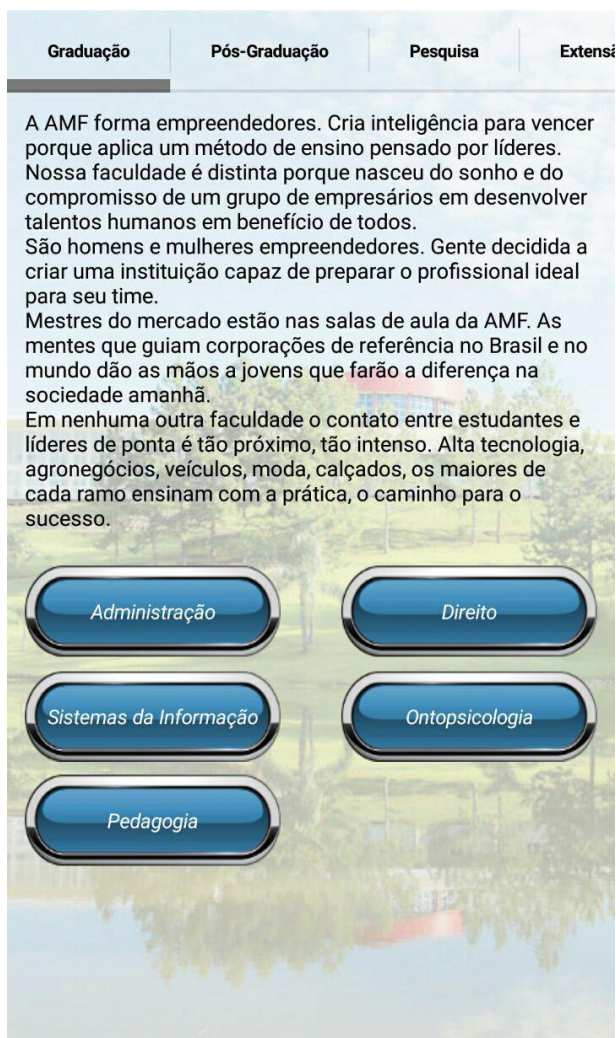 Graduação Pós-Graduação Pesquisa Extensã
A AMF forma empreendedores. Cria inteligência para vencer
porque aplica um método de ensino pensado por líderes.
Nossa faculdade é distinta porque nasceu do sonho e do
compromisso de um grupo de empresários em desenvolver
talentos humanos em benefício de todos.
São homens e mulheres empreendedores. Gente decidida a
criar uma instituição capaz de preparar o profissional ideal
para seu time.
Mestres do mercado estão nas salas de aula da AMF. As
mentes que guiam corporações de referência no Brasil e no
mundo dão as mãos a jovens que farão a diferença na
sociedade amanhã.
Em nenhuma outra faculdade o contato entre estudantes e
líderes de ponta é tão próximo, tão intenso. Alta tecnologia,
agronegócios, veículos, moda, calçados, os maiores de
cada ramo ensinam com a prática, o caminho para o
sucesso.
Administração Direito
Sistemas da Informação Ontopsicologia
Pedagogia